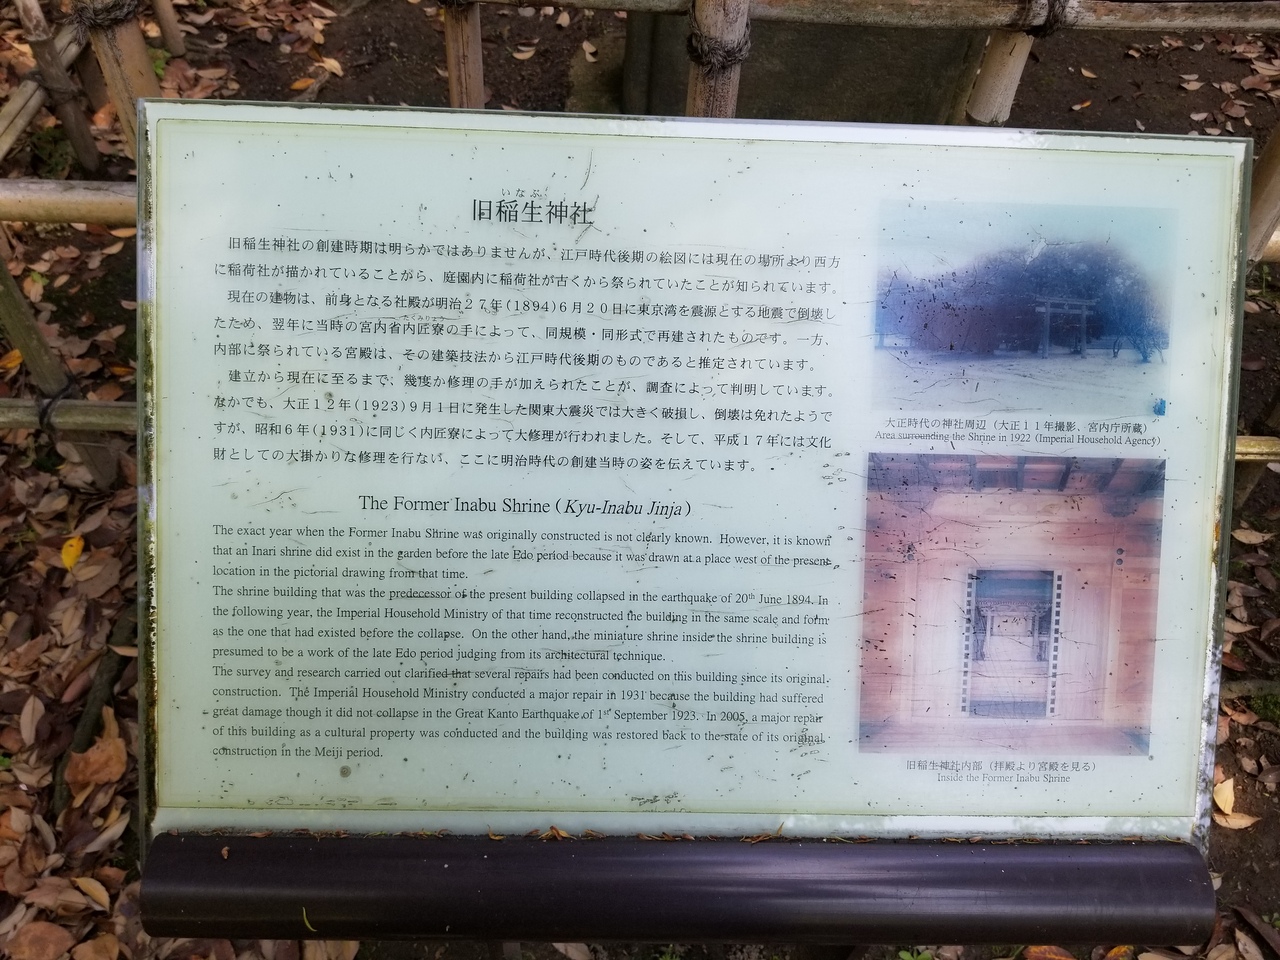 いなぶ
旧稲生神社
旧稲生神社の創建時期は明らかではありませんが、江戸時代後期の絵図には現在の場所より西方
に稲荷社が描かれていることがら、庭園内に稲荷社が古くから祭られていたことが知られています。
現在の建物は、前身となる社殿が明治27年(1894)6月20日に東京湾を震源とする地震で倒壊し
たくみりょう
たため、翌年に当時の宮内省内匠寮の手によって、同規模・同形式で再建されたものです。一方、
内部に祭られている宮殿は、その建築技法から江戸時代後期のものであると推定されています。
建立から現在に至るまで、幾度か修理の手が加えられたことが、調査によって判明しています。
なかでも、大正12年(1923)9月1日に発生した関東大震災では大きく破損し、倒壊は免れたようで
すが、昭和6年(1931)に同じく内匠寮によって大修理が行われました。そして、平成17年には文化
財としての大掛かりな修理を行ない、ここに明治時代の創建当時の姿を伝えています。
The Former Inabu Shrine (Kyu-Inabu Jinja)
The exact year when the Former Inabu Shrine was originally constructed is not clearly known. However, it is known
that an Inari shrine did exist in the garden before the late Edo period because it was drawn at a place west of the present
location in the pictorial drawing from that time.
The shrine building that was the predecessor of the present building collapsed in the earthquake of 20th June 1894. In
the following year, the Imperial Household Ministry of that time reconstructed the building in the same scale and form
as the one that had existed before the collapse. On the other hand, the miniature shrine inside the shrine building is
presumed to be a work of the late Edo period judging from its architectural technique.
The survey and research carried out clarified that several repairs had been conducted on this building since its original
construction. The Imperial Household Ministry conducted a major repair in 1931 because the building had suffered
great damage though it did not collapse in the Great Kanto Earthquake of 1st September 1923. In 2005, a major repair
of this building as a cultural property was conducted and the building was restored back to the state of its original
construction in the Meiji period.
大正時代の神社周辺（大正11年撮影、宮内庁所蔵）
Area surrounding the Shrine in 1922 (Imperial Household Agency)
旧稲生神社内部（拝殿より宮殿を見る）
Inside the Former Inabu Shrine